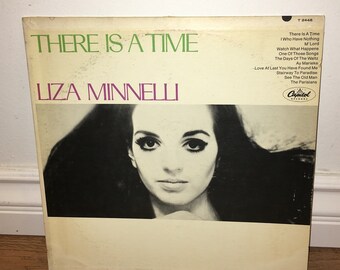 T 2448
THERE IS A TIME
LIZA MINNELLI
There Is A Time
I Who Have Nothing
M'Lord
Watch What Happens
One Of Those Songs
The Days Of The Waltz
Ay Mariéke
Love At Last You Have Found Me
Stairway To Paradise
See The Old Man
The Parisians
Capitol